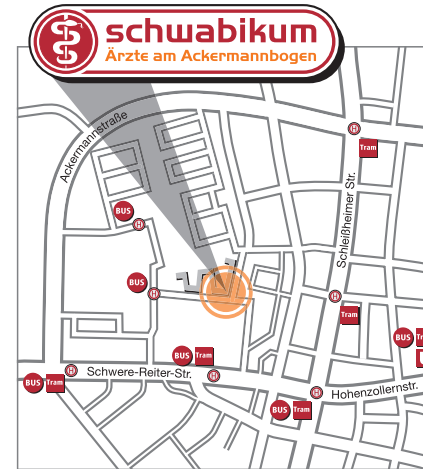 schwabikum
Ärzte am Ackermannbogen
Ackermannstraße
H
Tram
Schleißheimer Str.
BUS
H
BUS
H
H
Tram
BUS Tram
BUS
H
Schwere-Reiter-Str.
H
BUS Tram
H
Hohenzollernstr.
BUS Tram